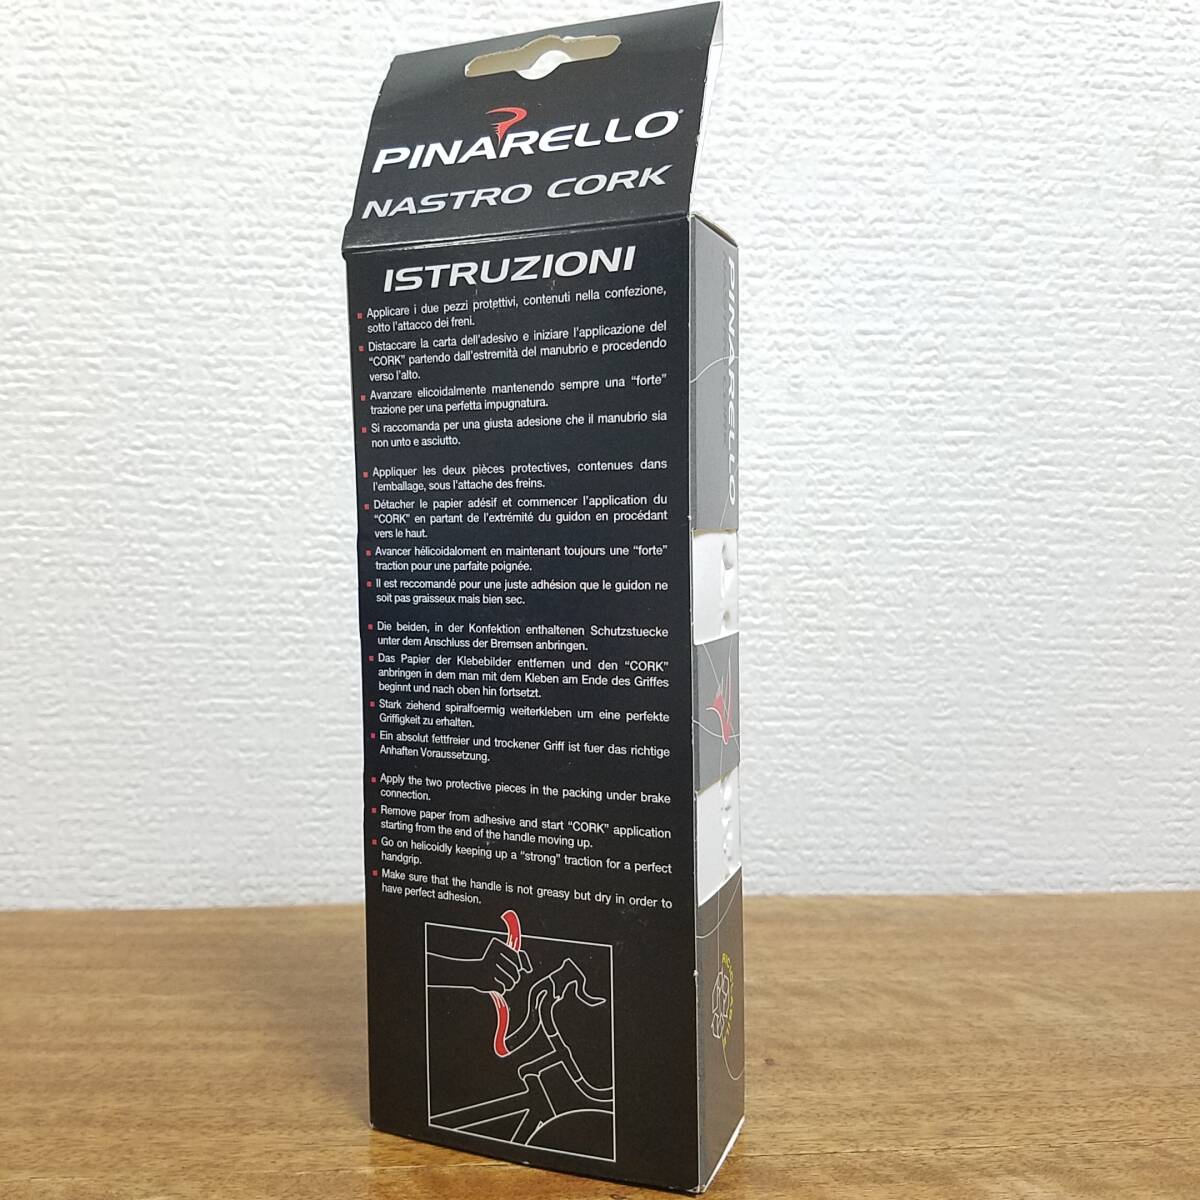 PINARELLO
NASTRO CORK
ISTRUZIONI
Applicare i due pezzi protettivi, contenuti nella confezione,
sotto l'attacco dei freni.
Distaccare la carta dell'adesivo e iniziare l'applicazione del
"CORK" partendo dall'estremità del manubrio e procedendo
verso l'alto.
Avanzare elicoidalmente mantenendo sempre una "forte"
trazione per una perfetta impugnatura.
Si raccomanda per una giusta adesione che il manubrio sia
non unto e asciutto.
Appliquer les deux pièces protectives, contenues dans
l'emballage, sous l'attache des freins.
Détacher le papier adésif et commencer l'application du
"CORK" en partant de l'extrémité du guidon en procédant
vers le haut.
Avancer hèlicoidaloment en maintenant toujours une "forte"
traction pour une parfaite poignée.
Il est reccomandé pour une juste adhésion que le guidon ne
soit pas graisseux mais bien sec.
Die beiden, in der Konfektion enthaltenen Schutzstuecke
unter dem Anschluss der Bremsen anbringen.
Das Papier der Klebebilder entfernen und den "CORK"
anbringen in dem man mit dem Kleben am Ende des Griffes
beginnt und nach oben hin fortsetzt.
Stark ziehend spiralfoermig weiterkleben um eine perfekte
Griffigkeit zu erhalten.
Ein absolut fettfreier und trockener Griff ist fuer das richtige
Anhaften Voraussetzung.
Apply the two protective pieces in the packing under brake
connection.
Remove paper from adhesive and start "CORK" application
starting from the end of the handle moving up.
Go on helicoidly keeping up a "strong" traction for a perfect
handgrip.
Make sure that the handle is not greasy but dry in order to
have perfect adhesion.
PINARELLO